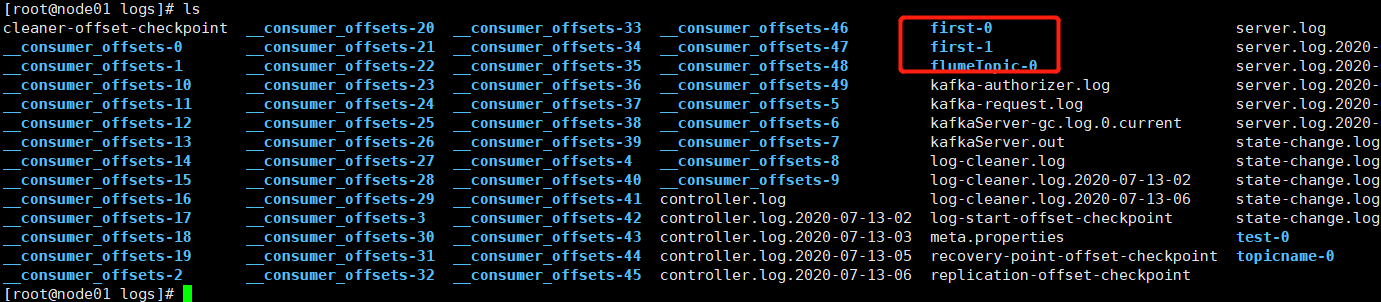 [root@node01 logs]# ls
cleaner-offset-checkpoint __consumer_offsets-20 __consumer_offsets-33 __consumer_offsets-46 first-0 server.log
__consumer_offsets-0 __consumer_offsets-21 __consumer_offsets-34 __consumer_offsets-47 first-1 server.log.2020-
__consumer_offsets-1 __consumer_offsets-22 __consumer_offsets-35 __consumer_offsets-48 flumeTopic-0 server.log.2020-
__consumer_offsets-10 __consumer_offsets-23 __consumer_offsets-36 __consumer_offsets-49 kafka-authorizer.log server.log.2020-
__consumer_offsets-11 __consumer_offsets-24 __consumer_offsets-37 __consumer_offsets-5 kafka-request.log server.log.2020-
__consumer_offsets-12 __consumer_offsets-25 __consumer_offsets-38 __consumer_offsets-6 kafkaServer-gc.log.0.current server.log.2020-
__consumer_offsets-13 __consumer_offsets-26 __consumer_offsets-39 __consumer_offsets-7 kafkaServer.out state-change.log
__consumer_offsets-14 __consumer_offsets-27 __consumer_offsets-4 __consumer_offsets-8 log-cleaner.log state-change.log
__consumer_offsets-15 __consumer_offsets-28 __consumer_offsets-40 __consumer_offsets-9 log-cleaner.log.2020-07-13-02 state-change.log
__consumer_offsets-16 __consumer_offsets-29 __consumer_offsets-41 controller.log log-cleaner.log.2020-07-13-06 state-change.log
__consumer_offsets-17 __consumer_offsets-3 __consumer_offsets-42 controller.log.2020-07-13-02 log-start-offset-checkpoint state-change.log
__consumer_offsets-18 __consumer_offsets-30 __consumer_offsets-43 controller.log.2020-07-13-03 meta.properties test-0
__consumer_offsets-19 __consumer_offsets-31 __consumer_offsets-44 controller.log.2020-07-13-05 recovery-point-offset-checkpoint topicname-0
__consumer_offsets-2 __consumer_offsets-32 __consumer_offsets-45 controller.log.2020-07-13-06 replication-offset-checkpoint
[root@node01 logs]#